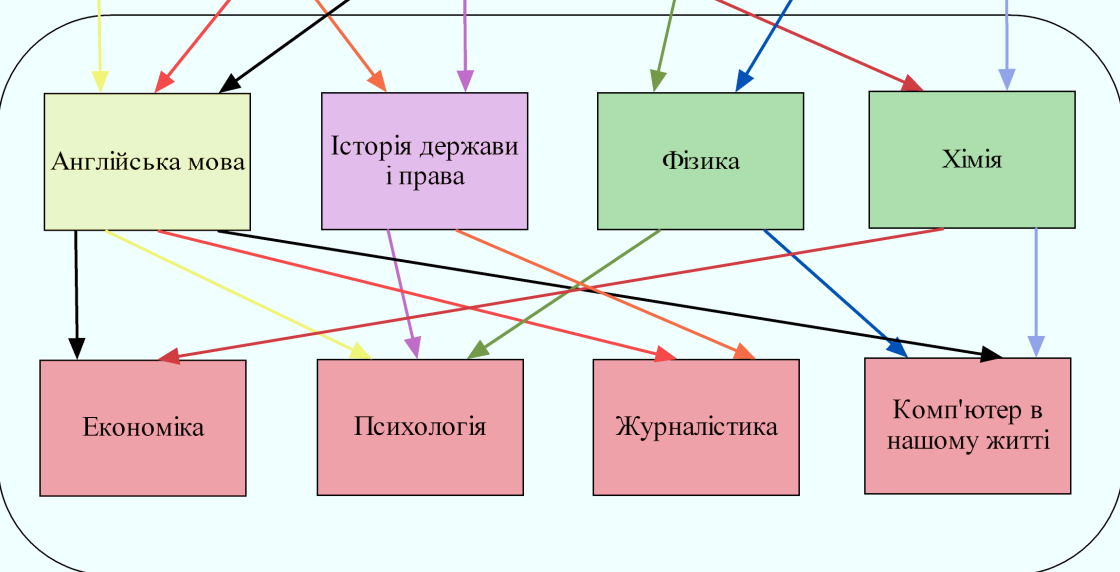 Англійська мова
Історія держави
і права
Фізика
Хімія
Економіка
Психологія
Журналістика
Комп'ютер в
нашому житті